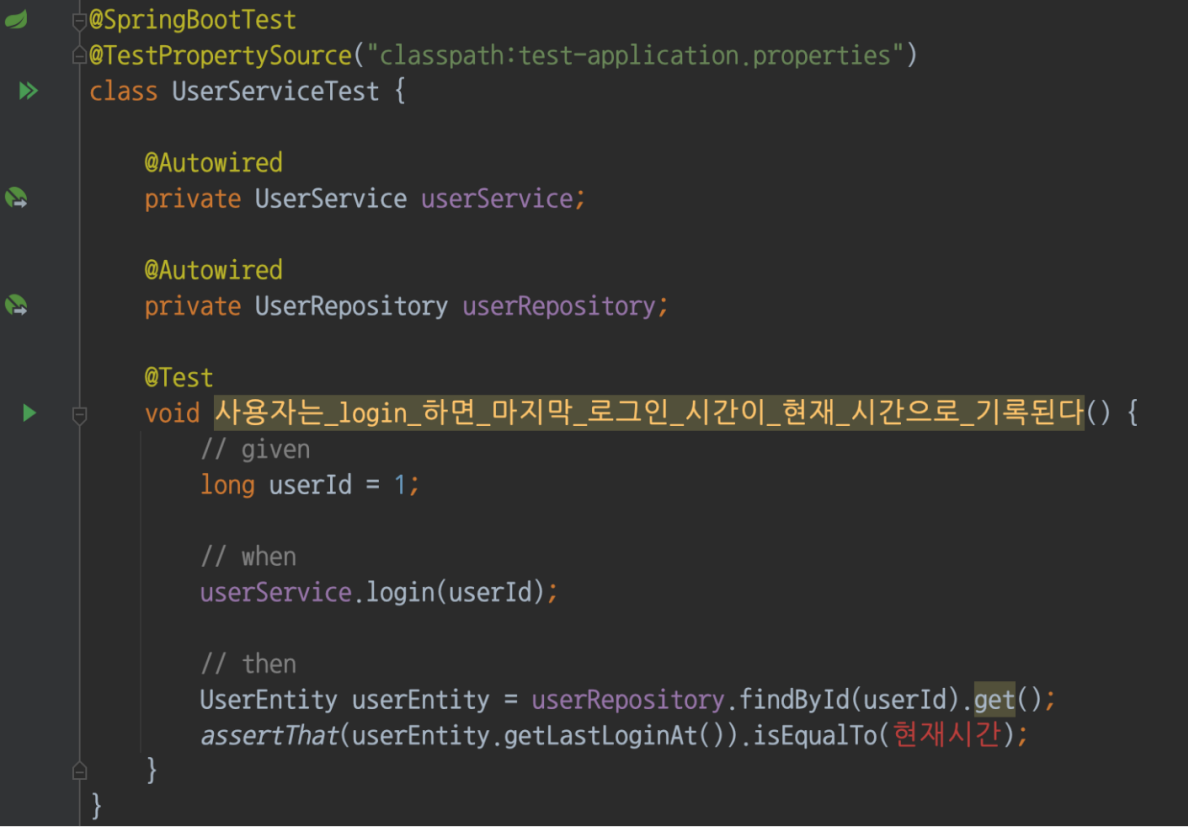 @SpringBootTest
@TestPropertySource("classpath:test-application.properties")
class UserServiceTest {
@Autowired
private UserService userService;
@Autowired
private UserRepository userRepository;
@Test
void 사용자는_login_하면_마지막_로그인_시간이_현재_시간으로_기록된다() {
// given
long userId = 1;
// when
userService.login(userId);
// then
UserEntity userEntity = userRepository.findById(userId).get();
assertThat(userEntity.getLastLoginAt()).isEqualTo(현재시간);
}
}